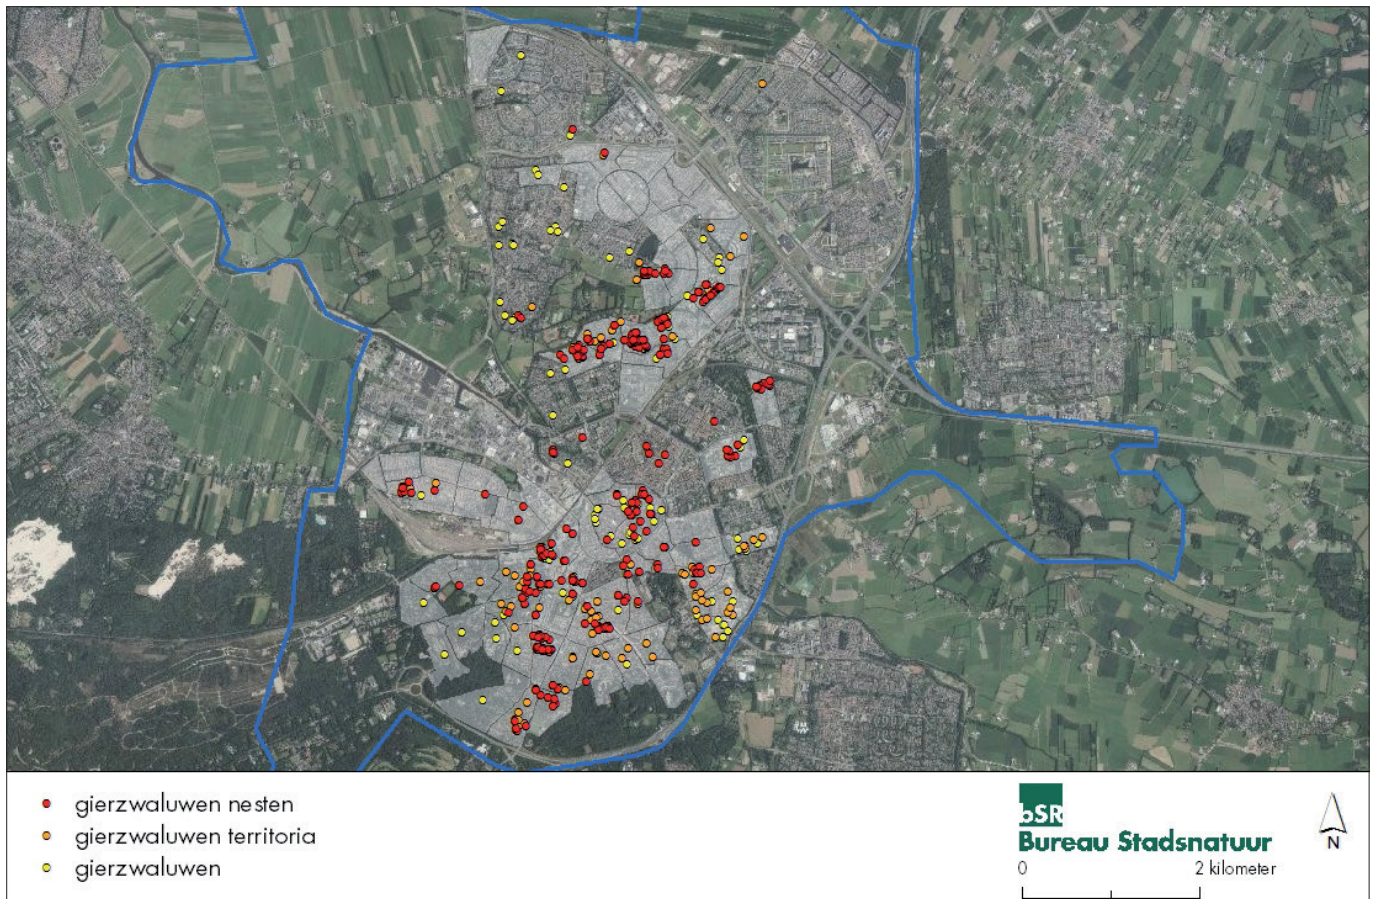 gierzwaluwen nesten
gierzwaluwen territoria
gierzwaluwen
bSR
Bureau Stadsnatuur
0 2 kilometer
N